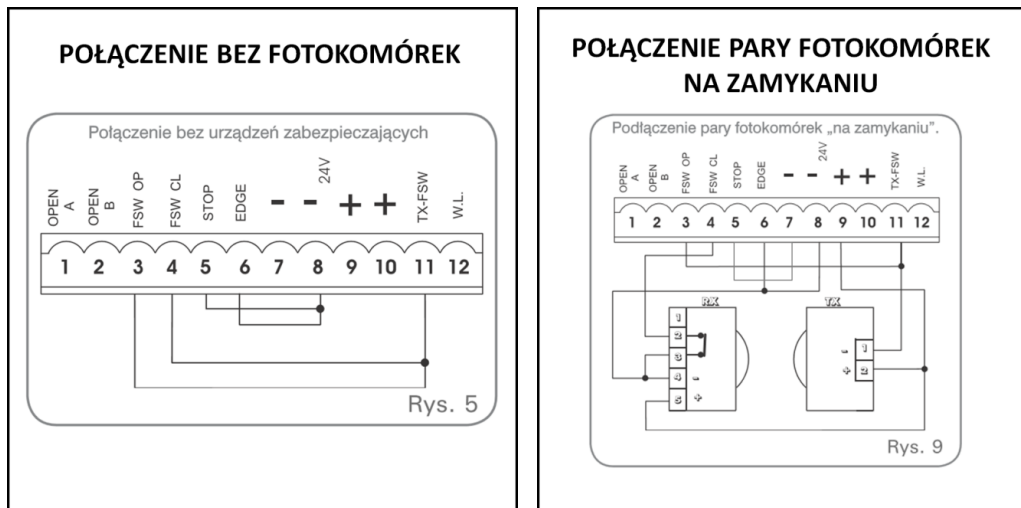 POŁĄCZENIE BEZ FOTOKOMÓREK
Połączenie bez urządzeń zabezpieczających
OPEN A
OPEN B
FSW OP
FSW CL
STOP
EDGE
-
- 24V
+
+
TX-FSW
W.L.
1 2 3 4 5 6 7 8 9 10 11 12
Rys. 5
POŁĄCZENIE PARY FOTOKOMÓREK
NA ZAMYKANIU
Podłączenie pary fotokomórek „na zamykaniu”.
OPEN A
OPEN B
FSW OP
FSW CL
STOP
EDGE
-
- 24V
+
+
TX-FSW
W.L.
1 2 3 4 5 6 7 8 9 10 11 12
RX
1
2
3
4 -
5 +
TX
- 1
+ 2
Rys. 9